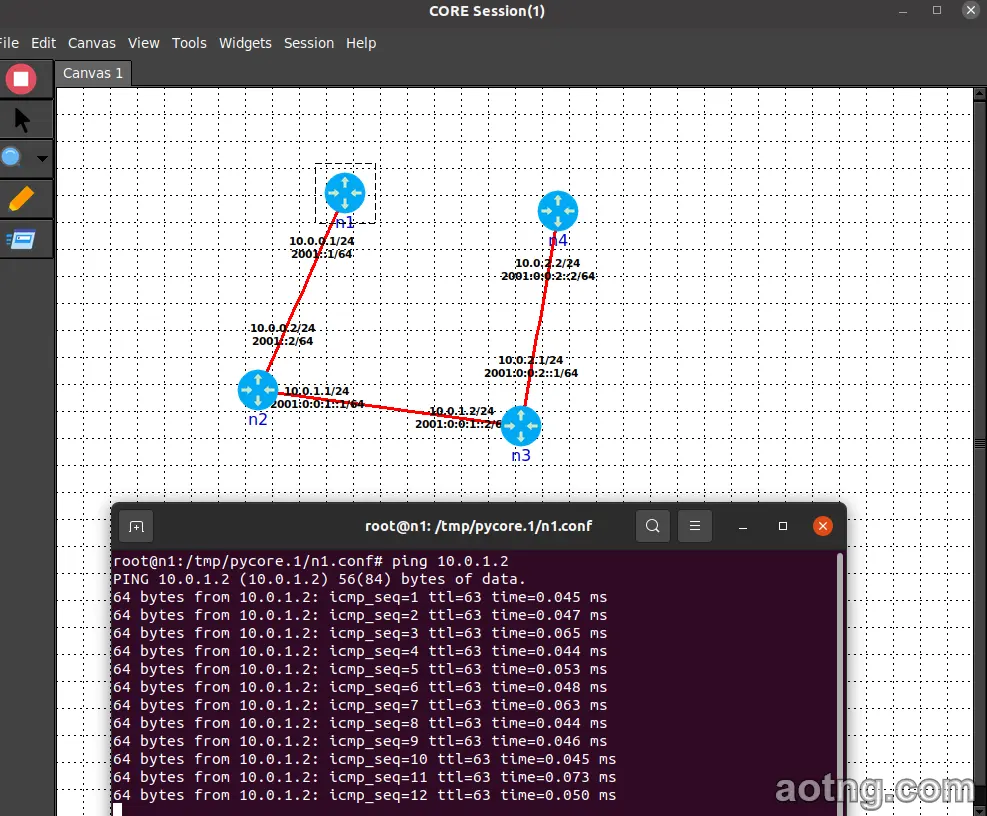 CORE Session(1)
File Edit Canvas View Tools Widgets Session Help
Canvas 1
n1
10.0.0.1/24
2001::1/64
n4
10.0.2.2/24
2001:0:0:2::2/64
10.0.0.2/24
2001::2/64
10.0.2.1/24
2001:0:0:2::1/64
10.0.1.1/24
2001:0:0:1::1/64
n2
10.0.1.2/24
2001:0:0:1::2/6
n3
root@n1: /tmp/pycore.1/n1.conf
root@n1:/tmp/pycore.1/n1.conf# ping 10.0.1.2
PING 10.0.1.2 (10.0.1.2) 56(84) bytes of data.
64 bytes from 10.0.1.2: icmp_seq=1 ttl=63 time=0.045 ms
64 bytes from 10.0.1.2: icmp_seq=2 ttl=63 time=0.047 ms
64 bytes from 10.0.1.2: icmp_seq=3 ttl=63 time=0.065 ms
64 bytes from 10.0.1.2: icmp_seq=4 ttl=63 time=0.044 ms
64 bytes from 10.0.1.2: icmp_seq=5 ttl=63 time=0.053 ms
64 bytes from 10.0.1.2: icmp_seq=6 ttl=63 time=0.048 ms
64 bytes from 10.0.1.2: icmp_seq=7 ttl=63 time=0.063 ms
64 bytes from 10.0.1.2: icmp_seq=8 ttl=63 time=0.044 ms
64 bytes from 10.0.1.2: icmp_seq=9 ttl=63 time=0.046 ms
64 bytes from 10.0.1.2: icmp_seq=10 ttl=63 time=0.045 ms
64 bytes from 10.0.1.2: icmp_seq=11 ttl=63 time=0.073 ms
64 bytes from 10.0.1.2: icmp_seq=12 ttl=63 time=0.050 ms
aotng.com